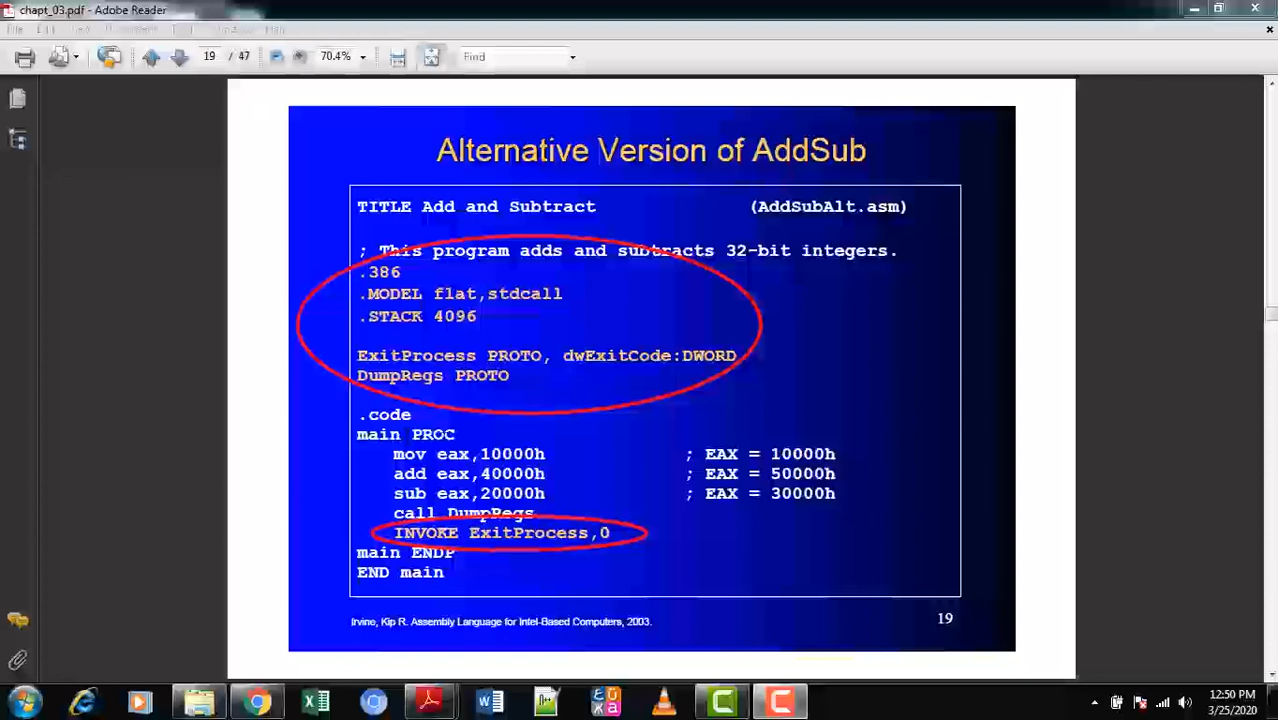 chapt_03.pdf - Adobe Reader
19 / 47
70.4%
Find
Alternative Version of AddSub
TITLE Add and Subtract (AddSubAlt.asm)
; This program adds and subtracts 32-bit integers.
.386
.MODEL flat,stdcall
.STACK 4096
ExitProcess PROTO, dwExitCode:DWORD
DumpRegs PROTO
.code
main PROC
mov eax,10000h ; EAX = 10000h
add eax,40000h ; EAX = 50000h
sub eax,20000h ; EAX = 30000h
call DumpRegs
INVOKE ExitProcess,0
main ENDP
END main
Irvine, Kip R. Assembly Language for Intel-Based Computers, 2003.
19
12:50 PM
3/25/2020